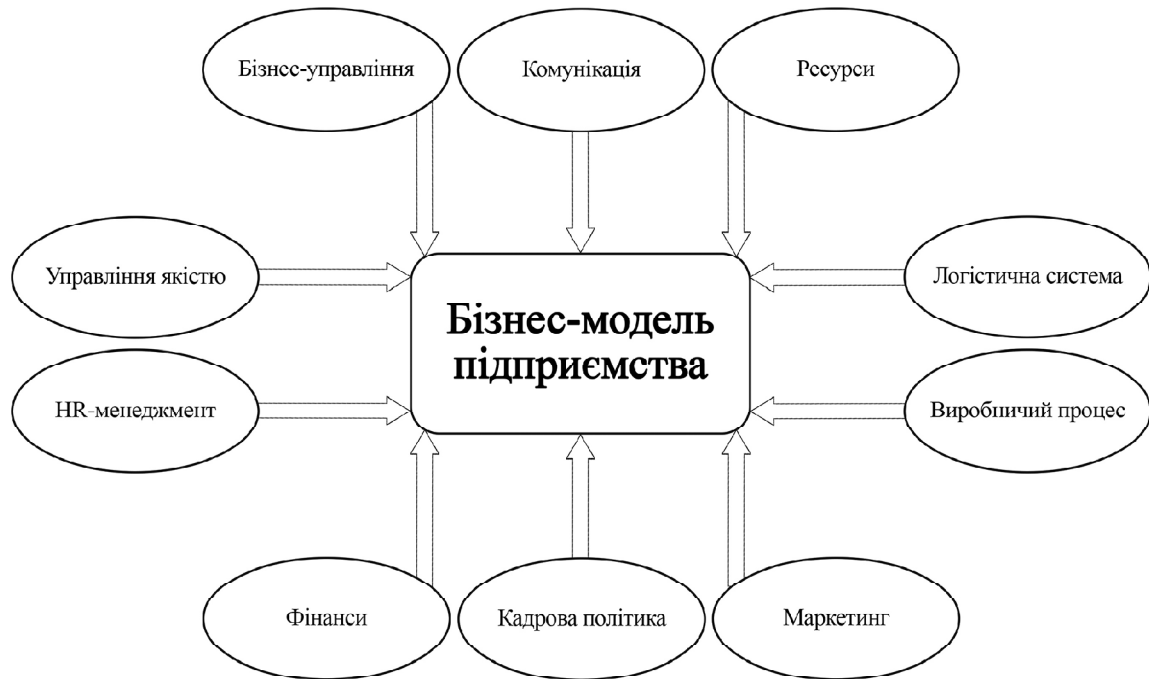 Бізнес-управління
Комунікація
Ресурси
Управління якістю
Логістична система
Бізнес-модель
підприємства
HR-менеджмент
Виробничий процес
Фінанси
Кадрова політика
Маркетинг